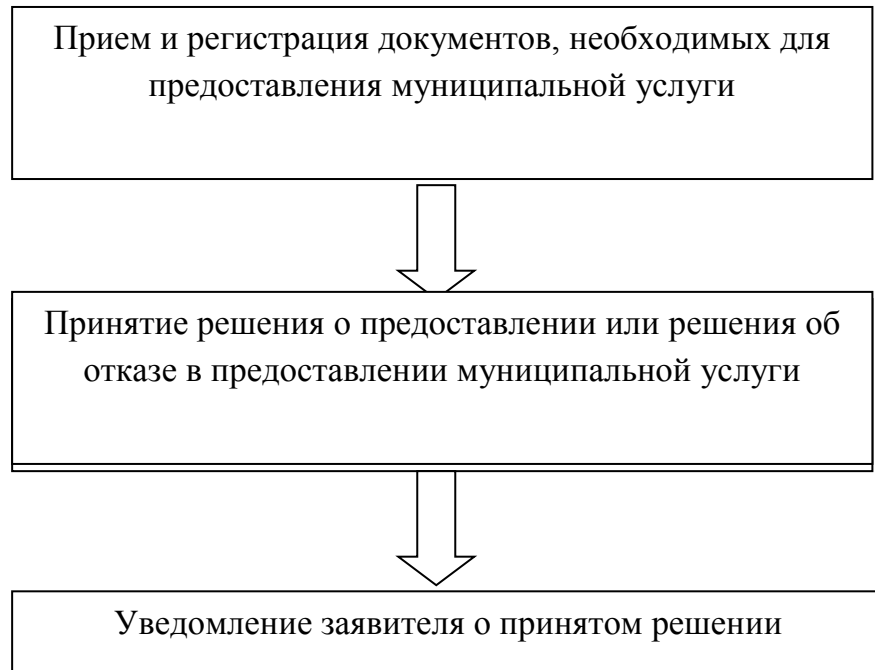 Прием и регистрация документов, необходимых для
предоставления муниципальной услуги
Принятие решения о предоставлении или решения об
отказе в предоставлении муниципальной услуги
Уведомление заявителя о принятом решении